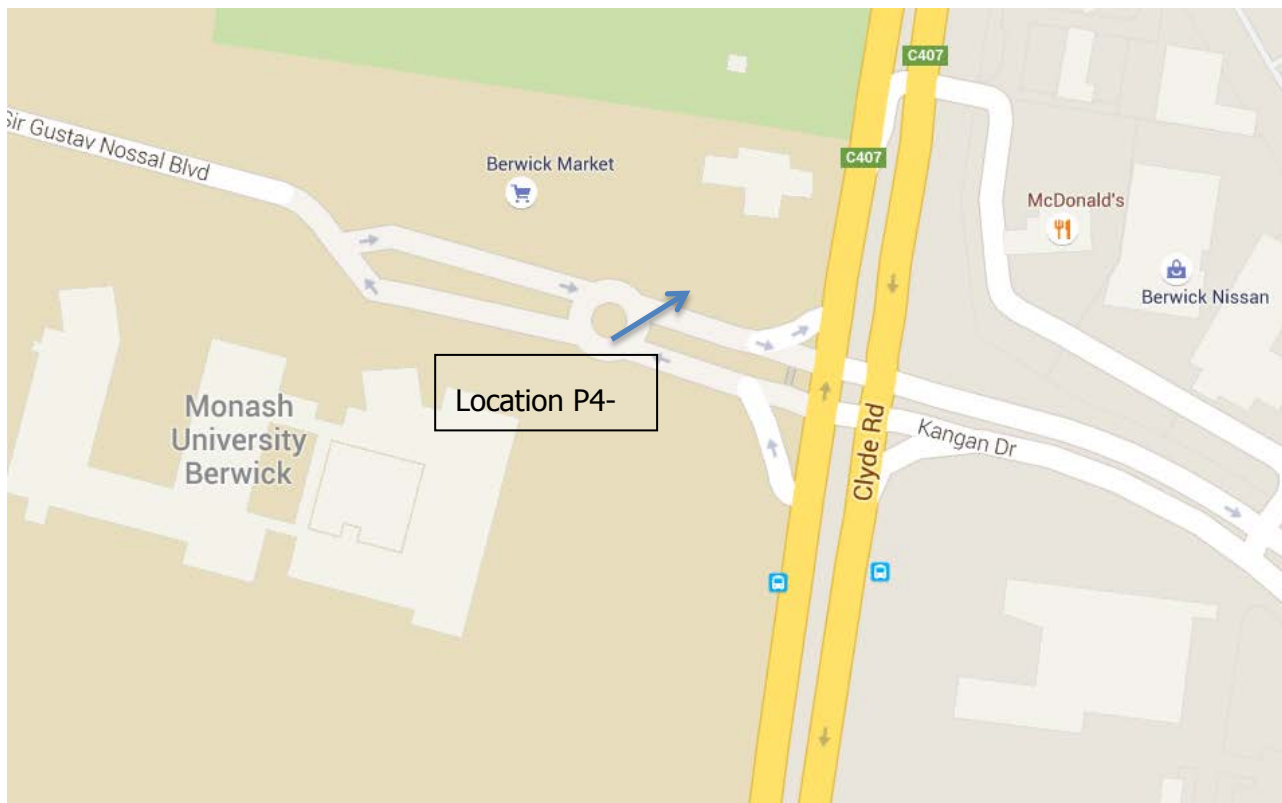 C407
Sir Gustav Nossal Blvd
Berwick Market
C407
McDonald's
Berwick Nissan
Location P4-
Monash
University
Berwick
Clyde Rd
Kangan Dr